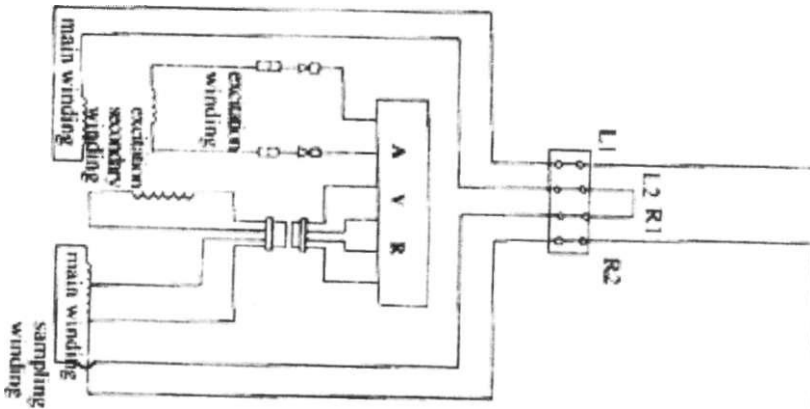 main winding
excitation
winding
excitation
secondary
winding
A
V
R
L1
L2
R1
R2
main winding
sampling
winding